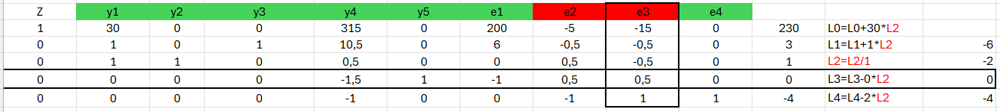 Z y1 y2 y3 y4 y5 e1 e2 e3 e4
1 30 0 0 315 0 200 -5 -15 0 230 L0=L0+30*L2
0 1 0 1 10,5 0 6 -0,5 -0,5 0 3 L1=L1+1*L2 -6
0 1 1 0 0,5 0 0 0,5 -0,5 0 1 L2=L2/1 -2
0 0 0 0 -1,5 1 -1 0,5 0,5 0 0 L3=L3-0*L2 0
0 0 0 0 -1 0 0 -1 1 1 -4 L4=L4-2*L2 -4